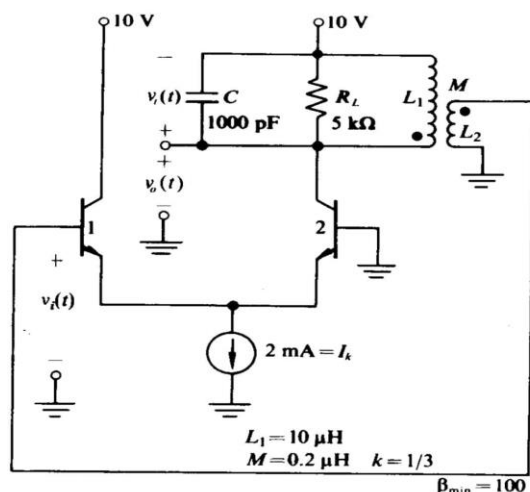 10 V
10 V
−
v_t(t)
C
1000 pF
R_L
5 kΩ
L_1
M
L_2
+
+
v_o(t)
−
1
2
+
v_i(t)
−
2 mA = I_k
L_1 = 10 μH
M = 0.2 μH k = 1/3
β_min = 100